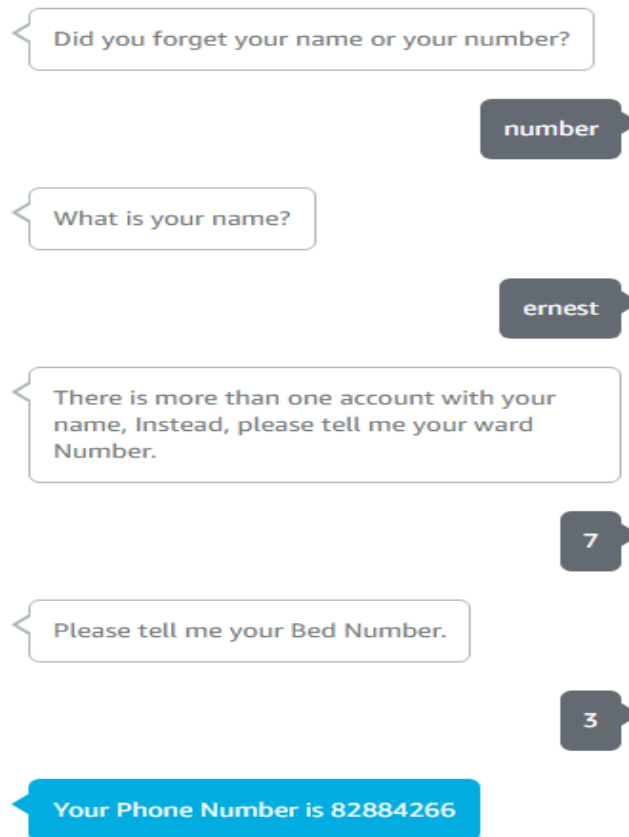 Did you forget your name or your number?
number
What is your name?
ernest
There is more than one account with your
name, Instead, please tell me your ward
Number.
7
Please tell me your Bed Number.
3
Your Phone Number is 82884266